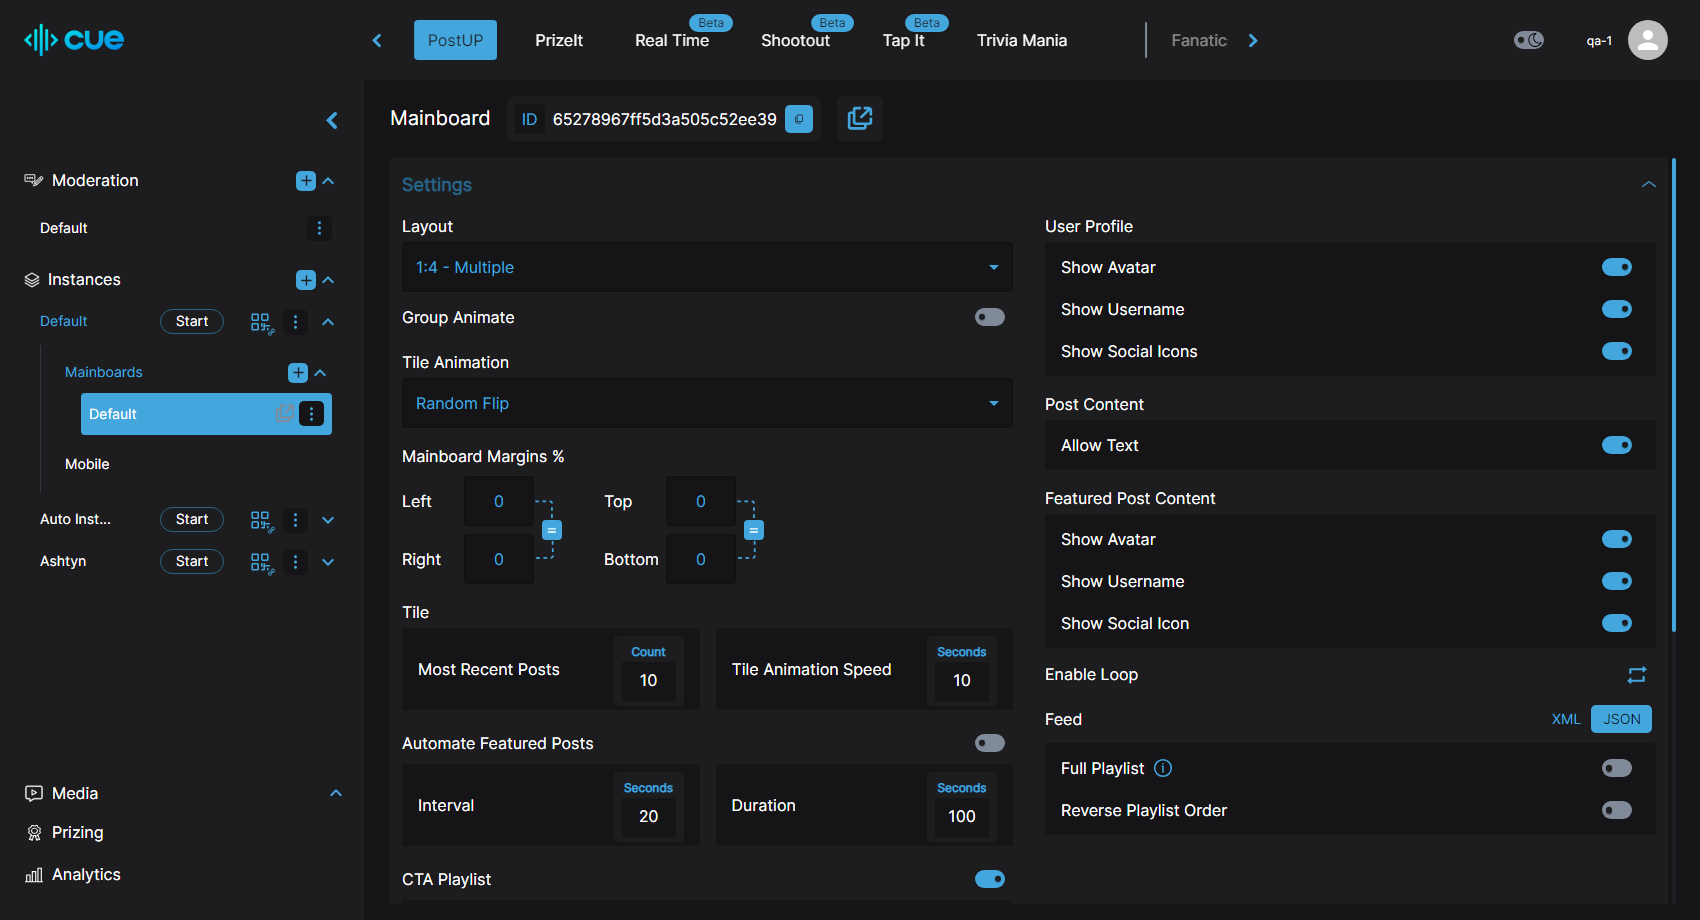 cue
PostUP
PrizeIt
Real Time
Beta
Shootout
Beta
Tap It
Beta
Trivia Mania
Fanatic
qa-1
Mainboard
ID
65278967ff5d3a505c52ee39
Moderation
Default
Instances
Default
Start
Mainboards
Default
Mobile
Auto Inst...
Start
Ashtyn
Start
Media
Prizing
Analytics
Settings
Layout
1:4 - Multiple
Group Animate
Tile Animation
Random Flip
Mainboard Margins %
Left
0
Top
0
=
=
Right
0
Bottom
0
Tile
Most Recent Posts
Count
10
Tile Animation Speed
Seconds
10
Automate Featured Posts
Interval
Seconds
20
Duration
Seconds
100
CTA Playlist
User Profile
Show Avatar
Show Username
Show Social Icons
Post Content
Allow Text
Featured Post Content
Show Avatar
Show Username
Show Social Icon
Enable Loop
Feed
XML
JSON
Full Playlist
Reverse Playlist Order